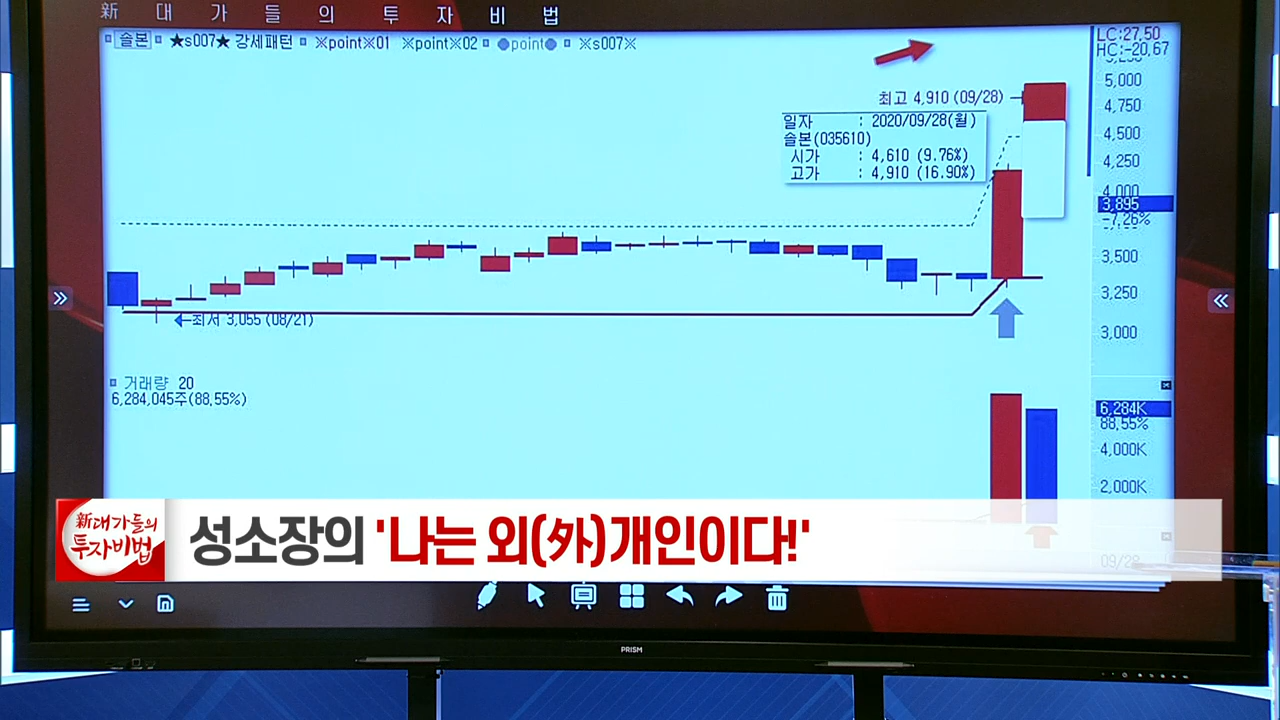 新 대 가 들 의 투 자 비 법
솔본 ★s007★ 강세패턴 ※point※01 ※point※02 ●point● ※s007※
LC:27,50
HC:-20,67
최고 4,910 (09/28)
일자 : 2020/09/28(월)
솔본(035610)
시가 : 4,610 (9.76%)
고가 : 4,910 (16.90%)
5,000
4,750
4,500
4,250
4,000
3,895
-7,26%
3,500
3,250
3,000
←최저 3,055 (08/21)
거래량 20
6,284,045주(88,55%)
6,284K
88,55%
4,000K
2,000K
09/28
新대가들의
투자비법
성소장의 '나는 외(外)개인이다!'
PRISM